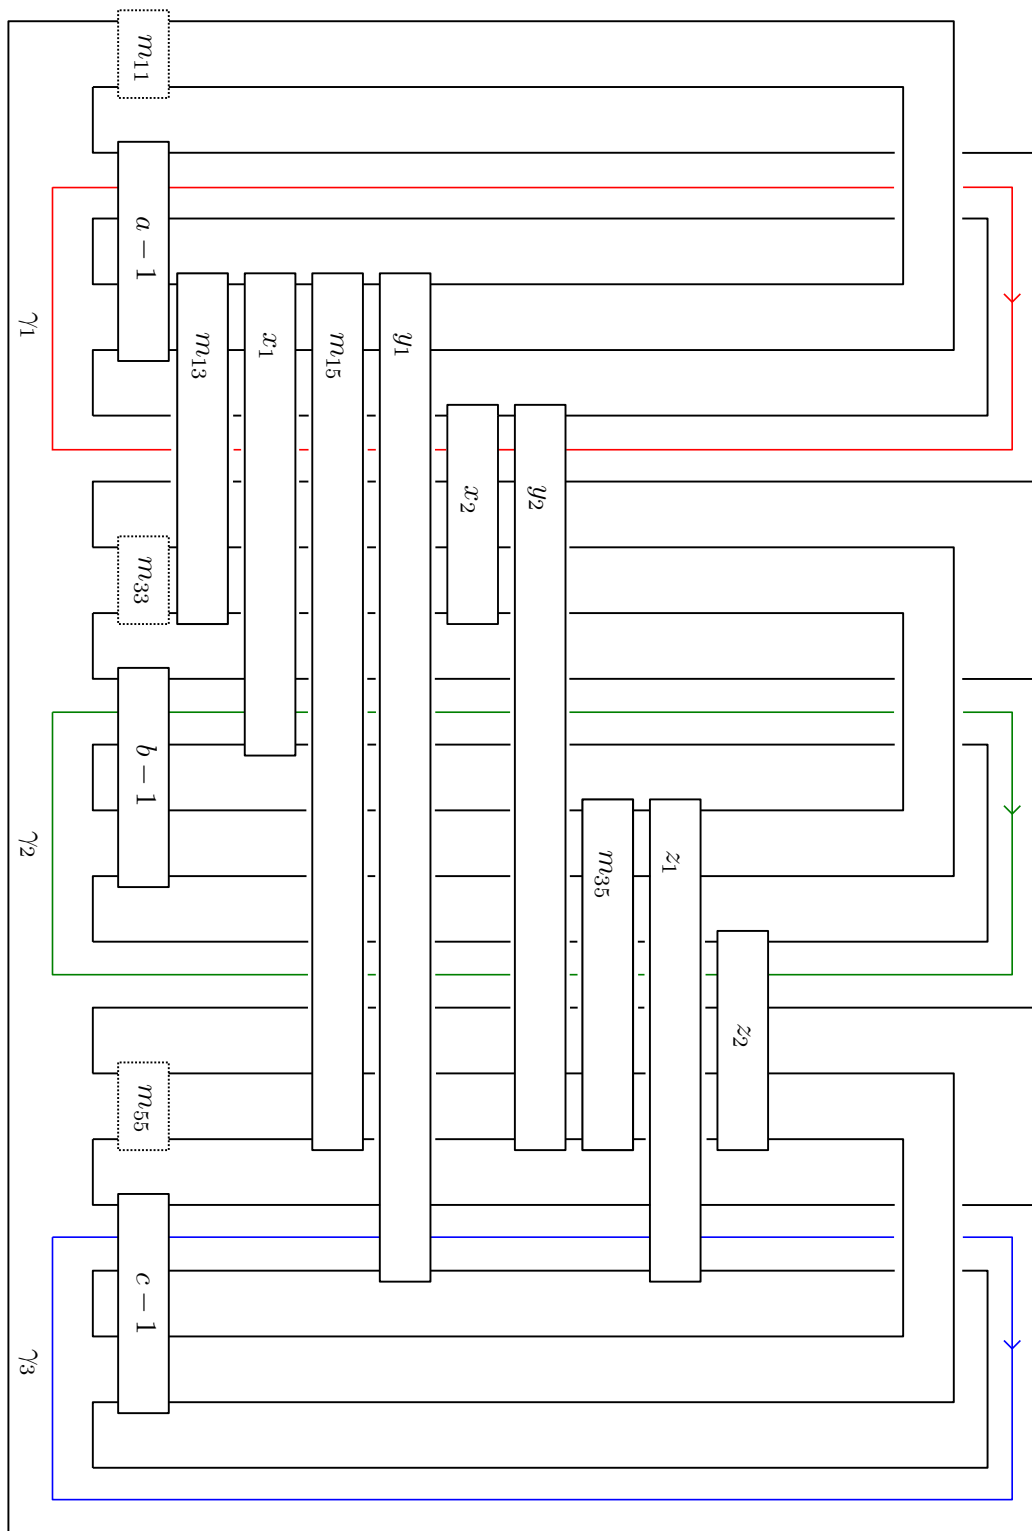 m₁₁
a − 1
γ₁
m₁₃
x₁
m₁₅
y₁
x₂
y₂
m₃₃
b − 1
γ₂
m₃₅
z₁
z₂
m₅₅
c − 1
γ₃